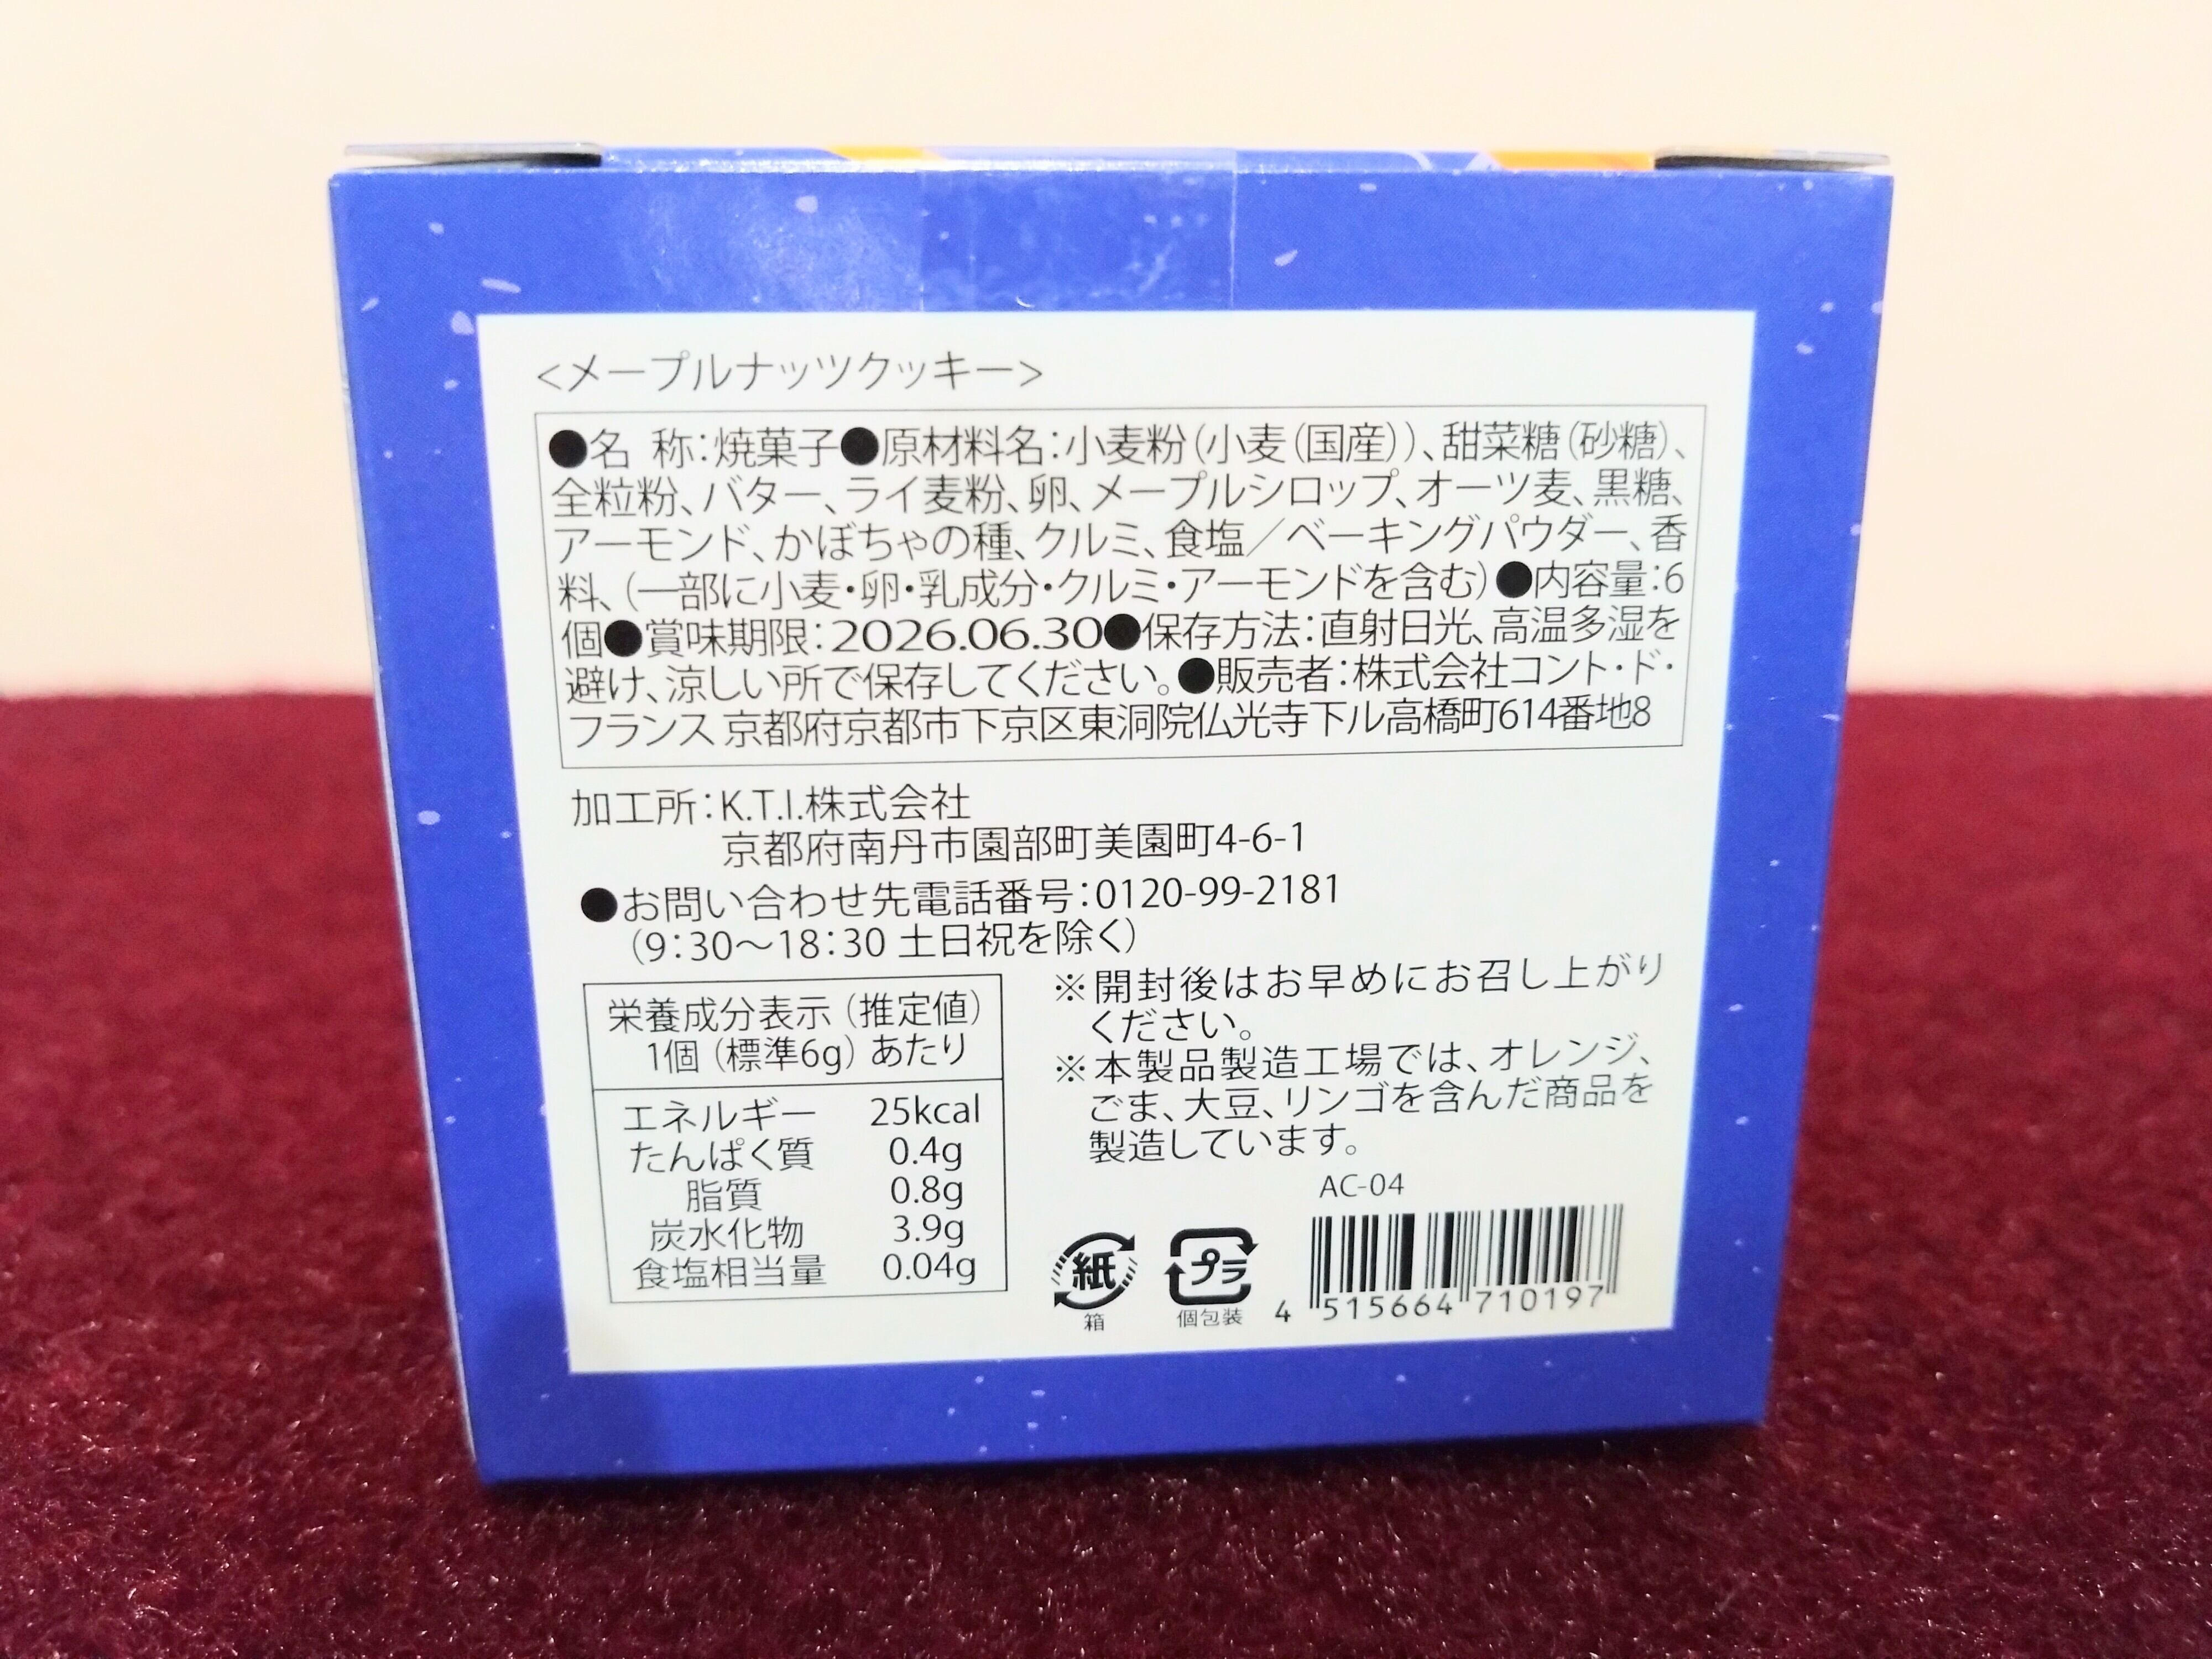 <メープルナッツクッキー>
●名 称:焼菓子●原材料名:小麦粉(小麦(国産))、甜菜糖(砂糖)、
全粒粉、バター、ライ麦粉、卵、メープルシロップ、オーツ麦、黒糖、
アーモンド、かぼちゃの種、クルミ、食塩/ベーキングパウダー、香
料、(一部に小麦・卵・乳成分・クルミ・アーモンドを含む)●内容量:6
個●賞味期限:2026.06.30●保存方法:直射日光、高温多湿を
避け、涼しい所で保存してください。●販売者:株式会社コント・ド・
フランス 京都府京都市下京区東洞院仏光寺下ル高橋町614番地8
加工所:K.T.I.株式会社
京都府南丹市園部町美園町4-6-1
●お問い合わせ先電話番号:0120-99-2181
(9:30〜18:30 土日祝を除く)
栄養成分表示(推定値)
1個(標準6g)あたり
エネルギー 25kcal
たんぱく質 0.4g
脂質 0.8g
炭水化物 3.9g
食塩相当量 0.04g
※開封後はお早めにお召し上がり
ください。
※本製品製造工場では、オレンジ、
ごま、大豆、リンゴを含んだ商品を
製造しています。
AC-04
紙
箱
プラ
個包装
4 515664 710197